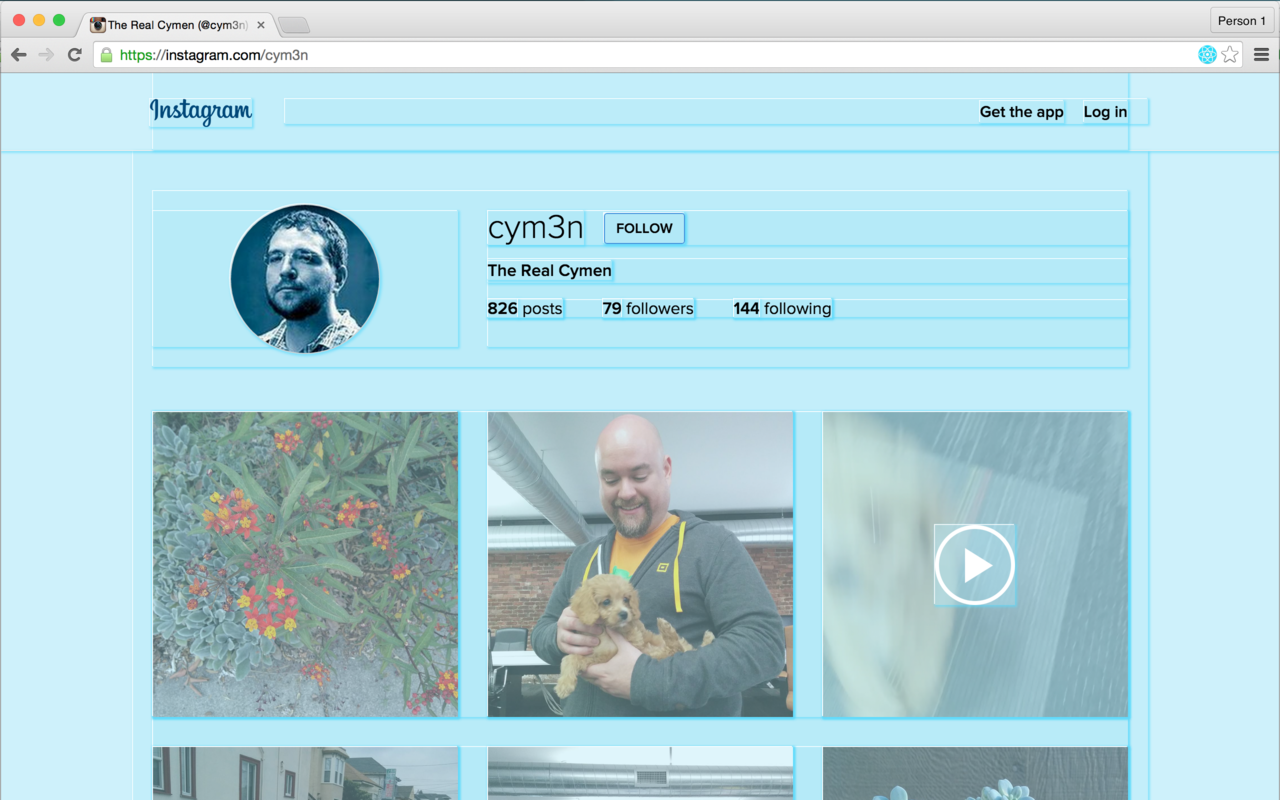 The Real Cymen (@cym3n)
Person 1
https://instagram.com/cym3n
Instagram
Get the app
Log in
cym3n
FOLLOW
The Real Cymen
826 posts
79 followers
144 following